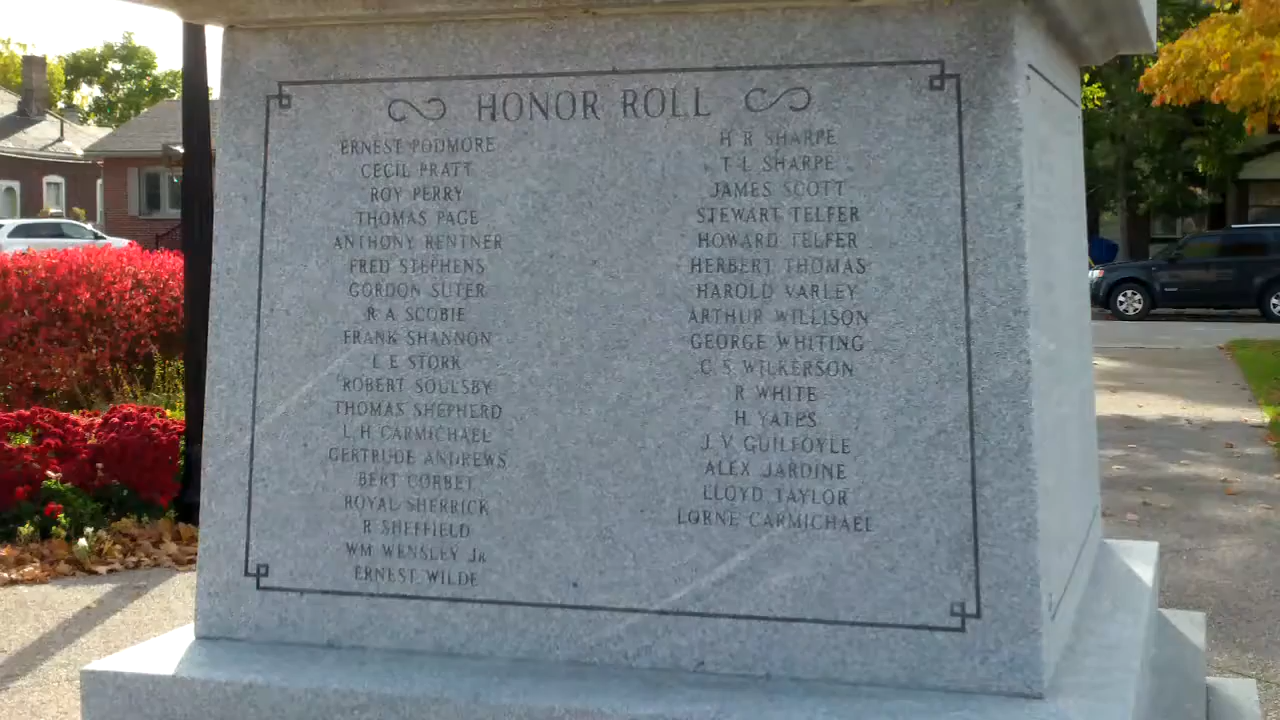 HONOR ROLL
ERNEST PODMORE
CECIL PRATT
ROY PERRY
THOMAS PAGE
ANTHONY RENTNER
FRED STEPHENS
GORDON SUTER
R A SCOBIE
FRANK SHANNON
L E STORK
ROBERT SOULSBY
THOMAS SHEPHERD
L H CARMICHAEL
GERTRUDE ANDREWS
BERT CORBET
ROYAL SHERRICK
R SHEFFIELD
WM WENSLEY JR
ERNEST WILDE
H R SHARPE
T L SHARPE
JAMES SCOTT
STEWART TELFER
HOWARD TELFER
HERBERT THOMAS
HAROLD VARLEY
ARTHUR WILLISON
GEORGE WHITING
C S WILKERSON
R WHITE
H YATES
J V GUILFOYLE
ALEX JARDINE
LLOYD TAYLOR
LORNE CARMICHAEL